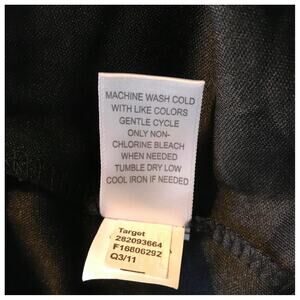 MACHINE WASH COLD
WITH LIKE COLORS
GENTLE CYCLE
ONLY NON-
CHLORINE BLEACH
WHEN NEEDED
TUMBLE DRY LOW
COOL IRON IF NEEDED
Target
282093664
F16806292
Q3/11